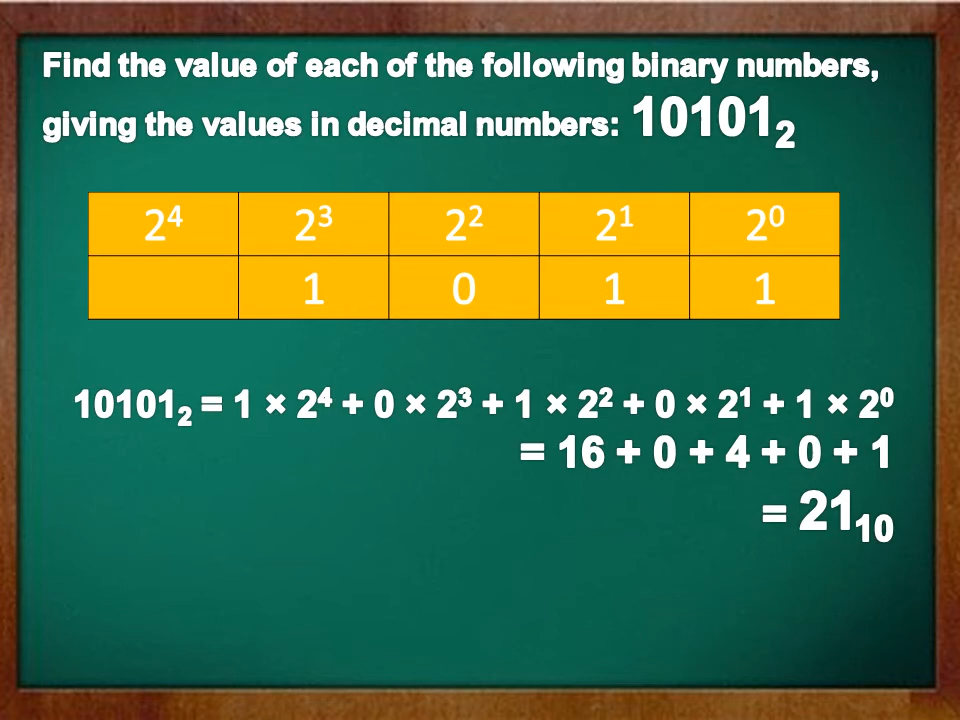 Find the value of each of the following binary numbers,
giving the values in decimal numbers: 10101₂
2⁴ 2³ 2² 2¹ 2⁰
1 0 1 1
10101₂ = 1 × 2⁴ + 0 × 2³ + 1 × 2² + 0 × 2¹ + 1 × 2⁰
= 16 + 0 + 4 + 0 + 1
= 21₁₀